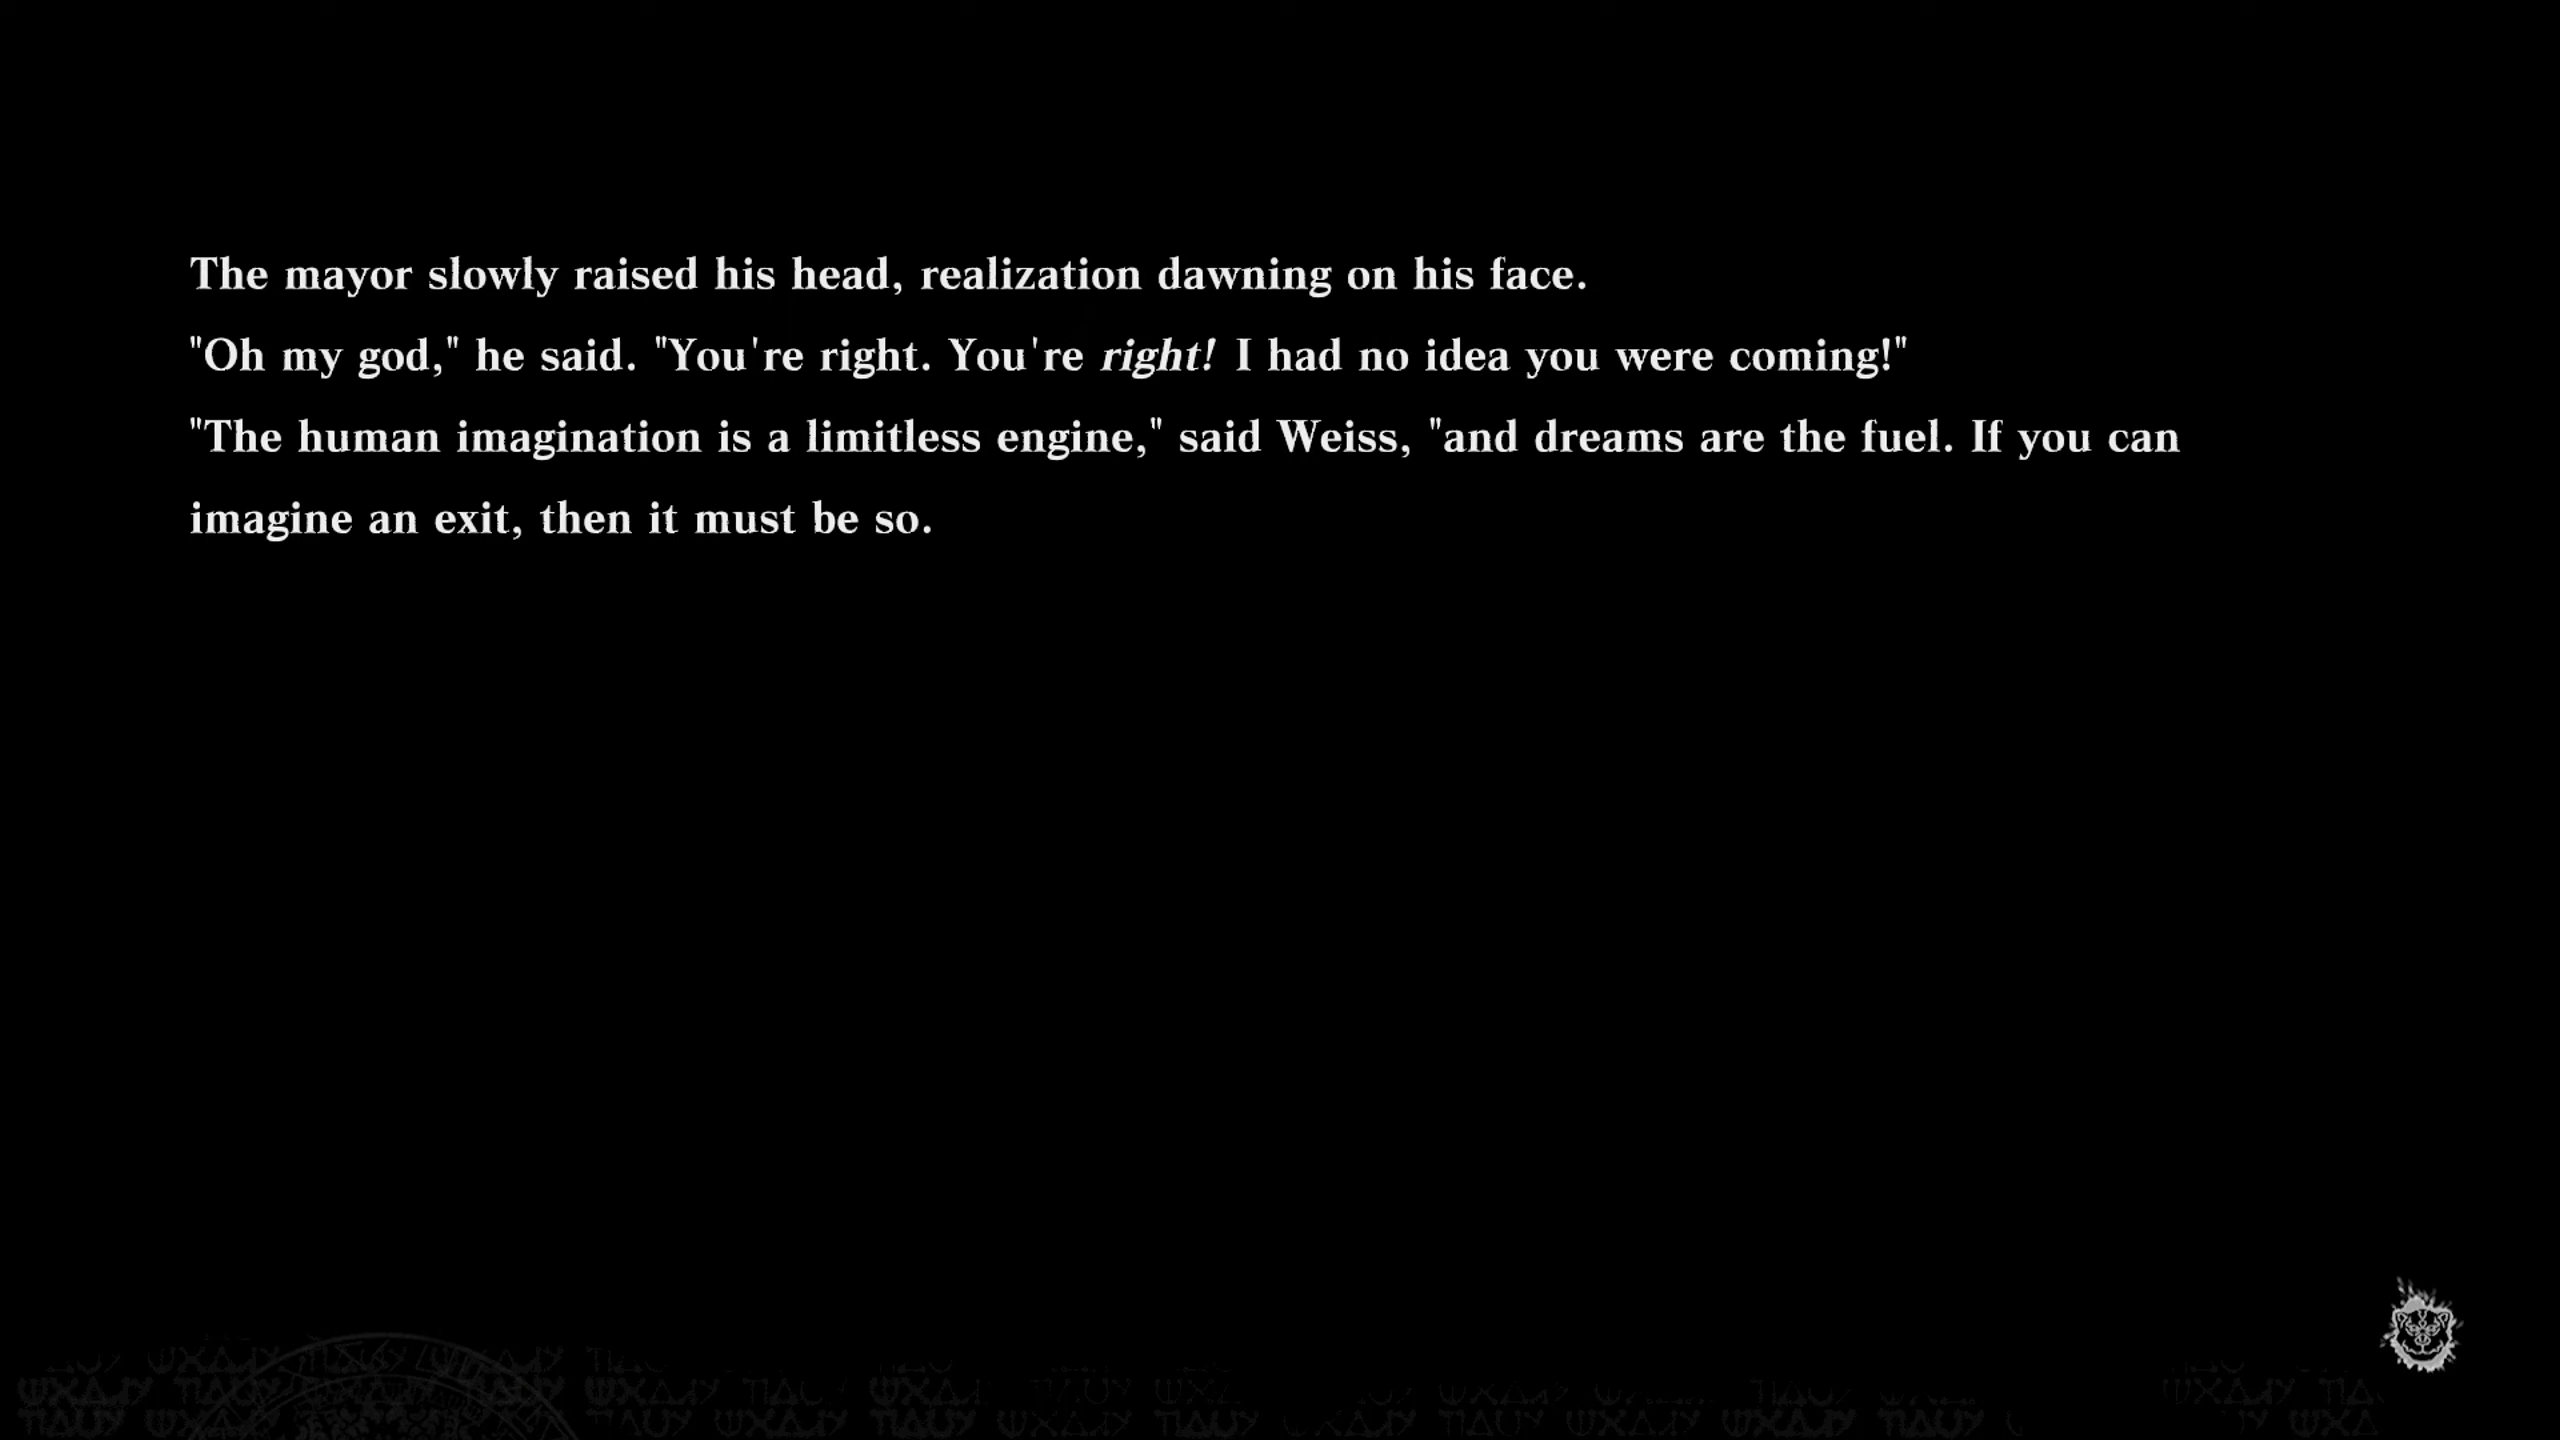 The mayor slowly raised his head, realization dawning on his face.
"Oh my god," he said. "You're right. You're right! I had no idea you were coming!"
"The human imagination is a limitless engine," said Weiss, "and dreams are the fuel. If you can
imagine an exit, then it must be so.